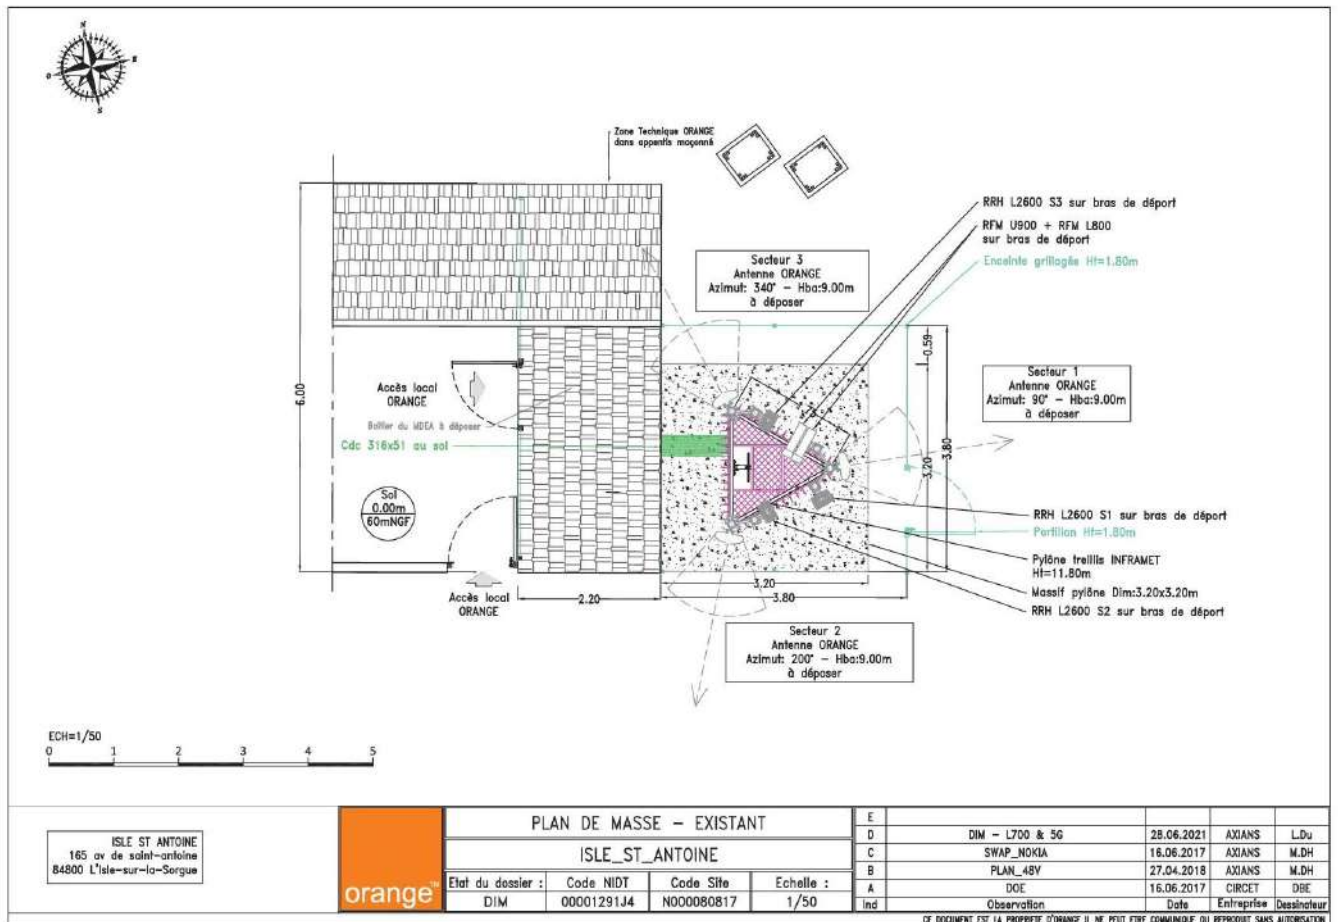 N
E
O
S
Zone Technique ORANGE
dans appentis maçonné
RRH L2600 S3 sur bras de déport
RFM U900 + RFM L800
sur bras de déport
Enceinte grillagée Ht=1.80m
Secteur 3
Antenne ORANGE
Azimut: 340° - Hba:9.00m
à déposer
6.00
0.59
Secteur 1
Antenne ORANGE
Azimut: 90° - Hba:9.00m
à déposer
Accès local
ORANGE
Boitier du MDEA à déposer
Cdc 316x51 au sol
3.20
3.80
Sol
0.00m
60mNGF
RRH L2600 S1 sur bras de déport
Portillon Ht=1.80m
Pylône treillis INFRAMET
Ht=11.80m
Massif pylône Dim:3.20x3.20m
RRH L2600 S2 sur bras de déport
3.20
2.20
3.80
Accès local
ORANGE
Secteur 2
Antenne ORANGE
Azimut: 200° - Hba:9.00m
à déposer
ECH=1/50
0 1 2 3 4 5
ISLE ST ANTOINE
165 av de saint-antoine
84800 L'Isle-sur-la-Sorgue
orange™
PLAN DE MASSE - EXISTANT
ISLE_ST_ANTOINE
Etat du dossier : Code NIDT Code Site Echelle :
DIM 00001291J4 N000080817 1/50
E
D DIM - L700 & 5G 28.06.2021 AXIANS L.Du
C SWAP_NOKIA 16.06.2017 AXIANS M.DH
B PLAN_48V 27.04.2018 AXIANS M.DH
A DOE 16.06.2017 CIRCET DBE
Ind Observation Date Entreprise Dessinateur
CE DOCUMENT EST LA PROPRIETE D'ORANGE IL NE PEUT ETRE COMMUNIQUE OU REPRODUIT SANS AUTORISATION